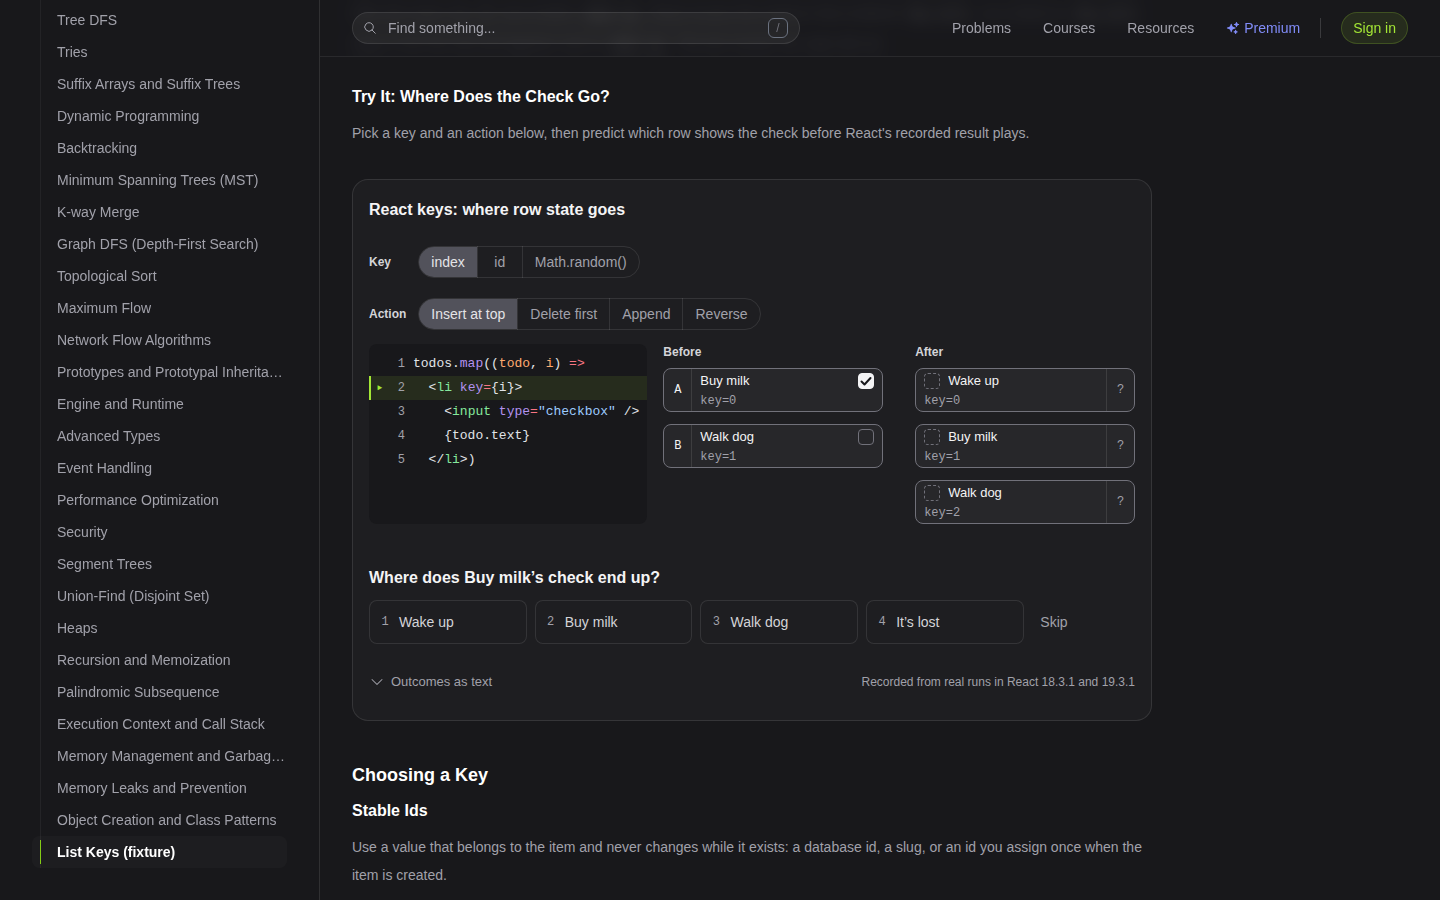 Tree DFS
Tries
Suffix Arrays and Suffix Trees
Dynamic Programming
Backtracking
Minimum Spanning Trees (MST)
K-way Merge
Graph DFS (Depth-First Search)
Topological Sort
Maximum Flow
Network Flow Algorithms
Prototypes and Prototypal Inherita…
Engine and Runtime
Advanced Types
Event Handling
Performance Optimization
Security
Segment Trees
Union-Find (Disjoint Set)
Heaps
Recursion and Memoization
Palindromic Subsequence
Execution Context and Call Stack
Memory Management and Garbag…
Memory Leaks and Prevention
Object Creation and Class Patterns
List Keys (fixture)
Find something... /
Problems Courses Resources Premium Sign in
Try It: Where Does the Check Go?
Pick a key and an action below, then predict which row shows the check before React's recorded result plays.
React keys: where row state goes
Key index id Math.random()
Action Insert at top Delete first Append Reverse
1 todos.map((todo, i) =>
2 <li key={i}>
3 <input type="checkbox" />
4 {todo.text}
5 </li>)
Before
A Buy milk
key=0
B Walk dog
key=1
After
Wake up ?
key=0
Buy milk ?
key=1
Walk dog ?
key=2
Where does Buy milk’s check end up?
1 Wake up 2 Buy milk 3 Walk dog 4 It’s lost Skip
Outcomes as text Recorded from real runs in React 18.3.1 and 19.3.1
Choosing a Key
Stable Ids
Use a value that belongs to the item and never changes while it exists: a database id, a slug, or an id you assign once when the
item is created.